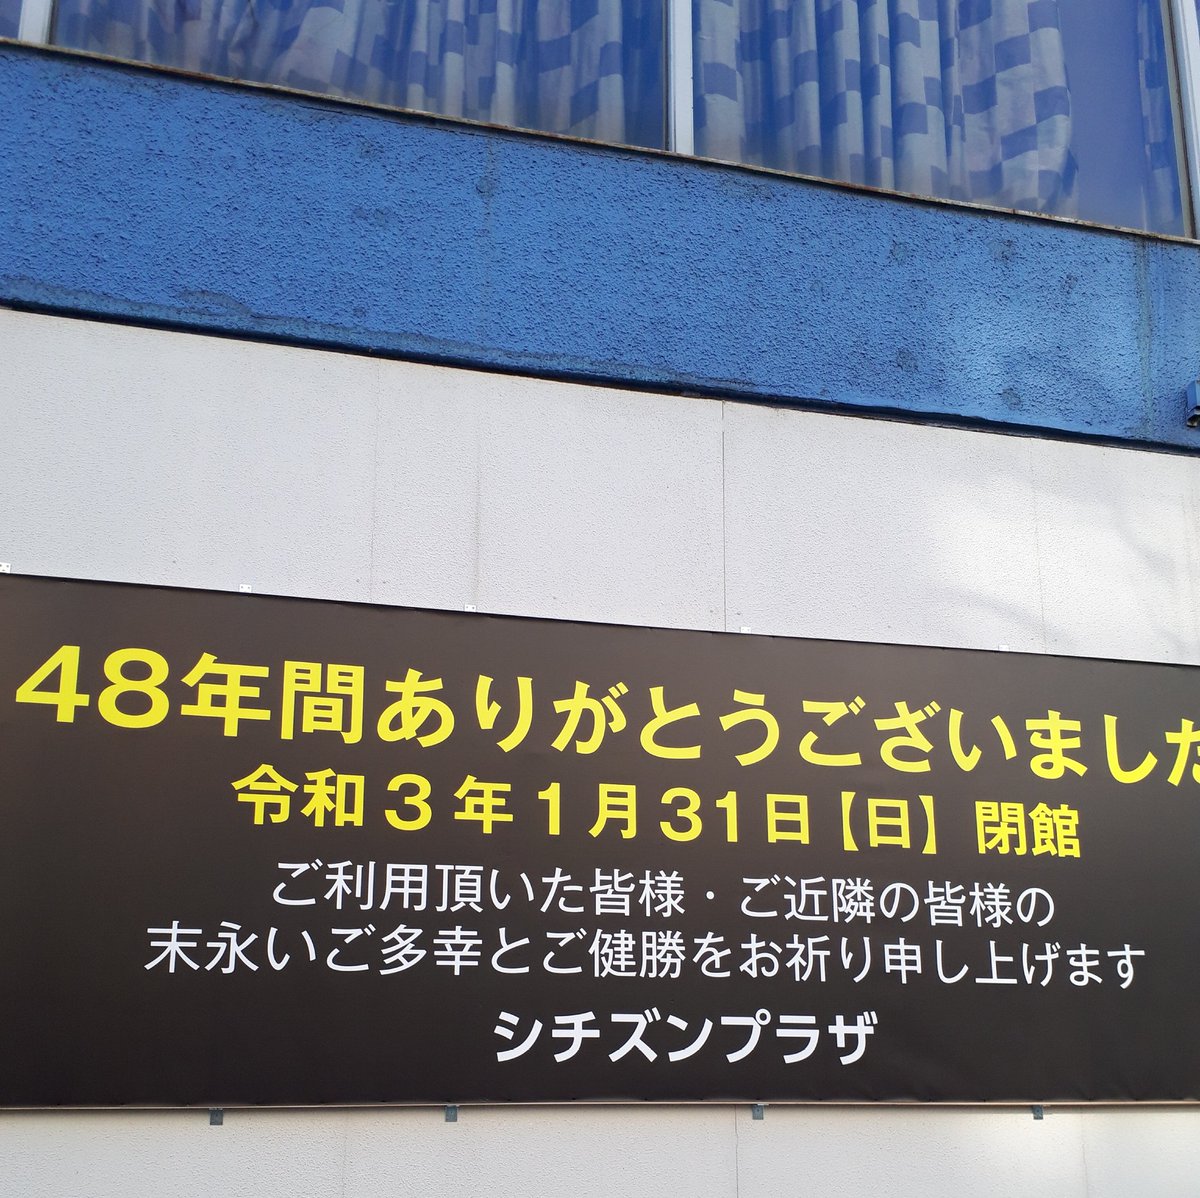 48年間ありがとうございました
令和3年1月31日【日】閉館
ご利用頂いた皆様・ご近隣の皆様の
末永いご多幸とご健勝をお祈り申し上げます
シチズンプラザ